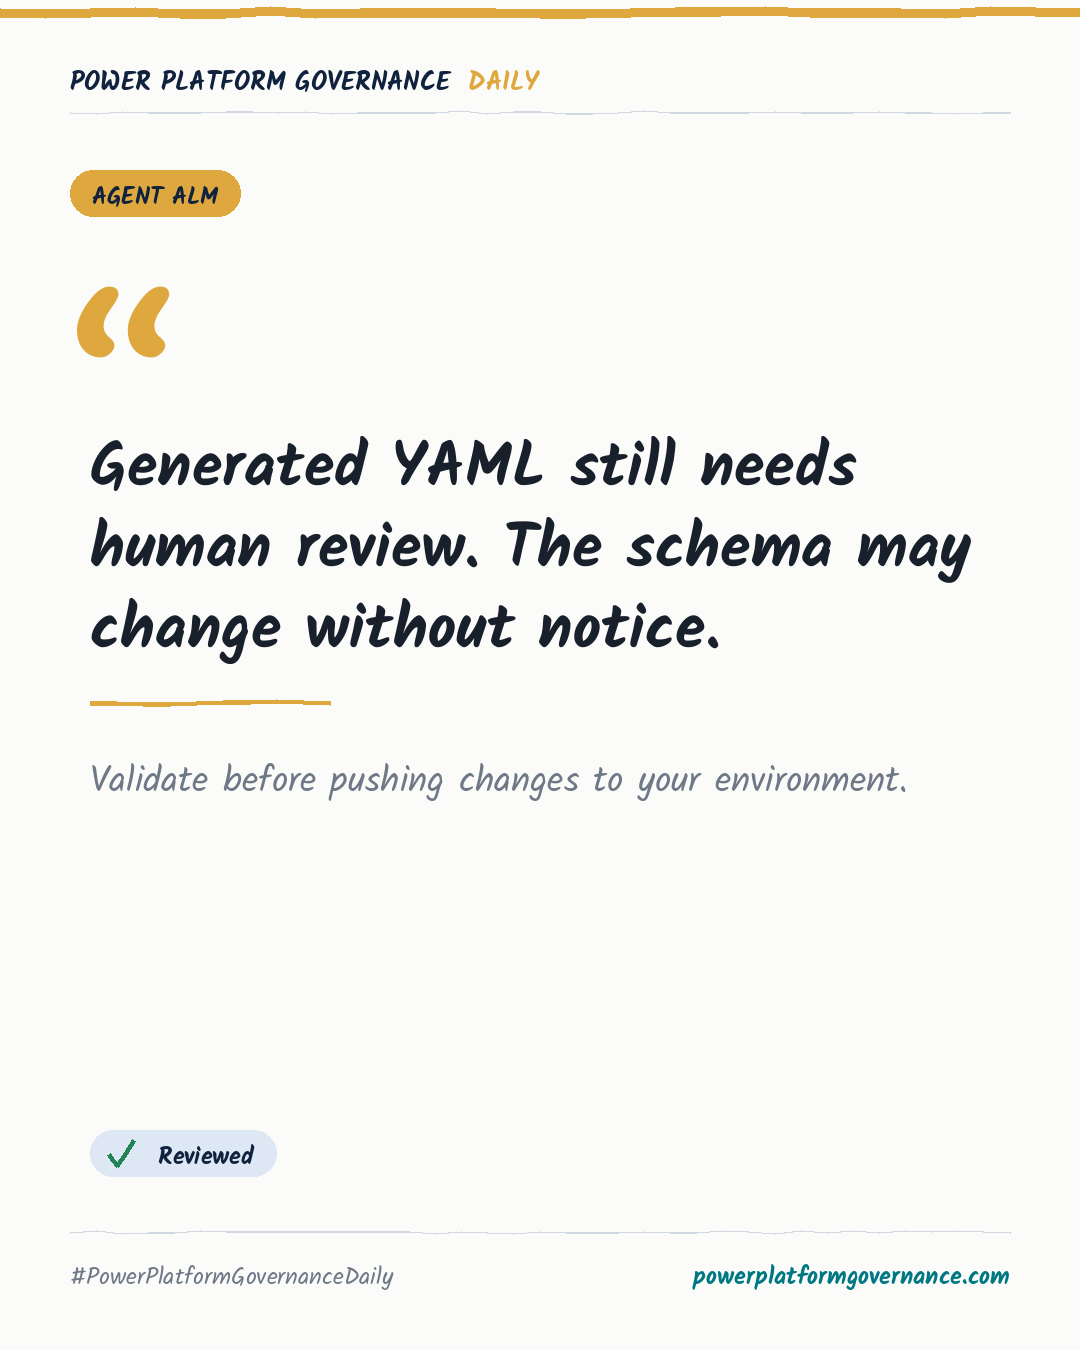 POWER PLATFORM GOVERNANCE DAILY
AGENT ALM
“
Generated YAML still needs
human review. The schema may
change without notice.
Validate before pushing changes to your environment.
Reviewed
#PowerPlatformGovernanceDaily
powerplatformgovernance.com